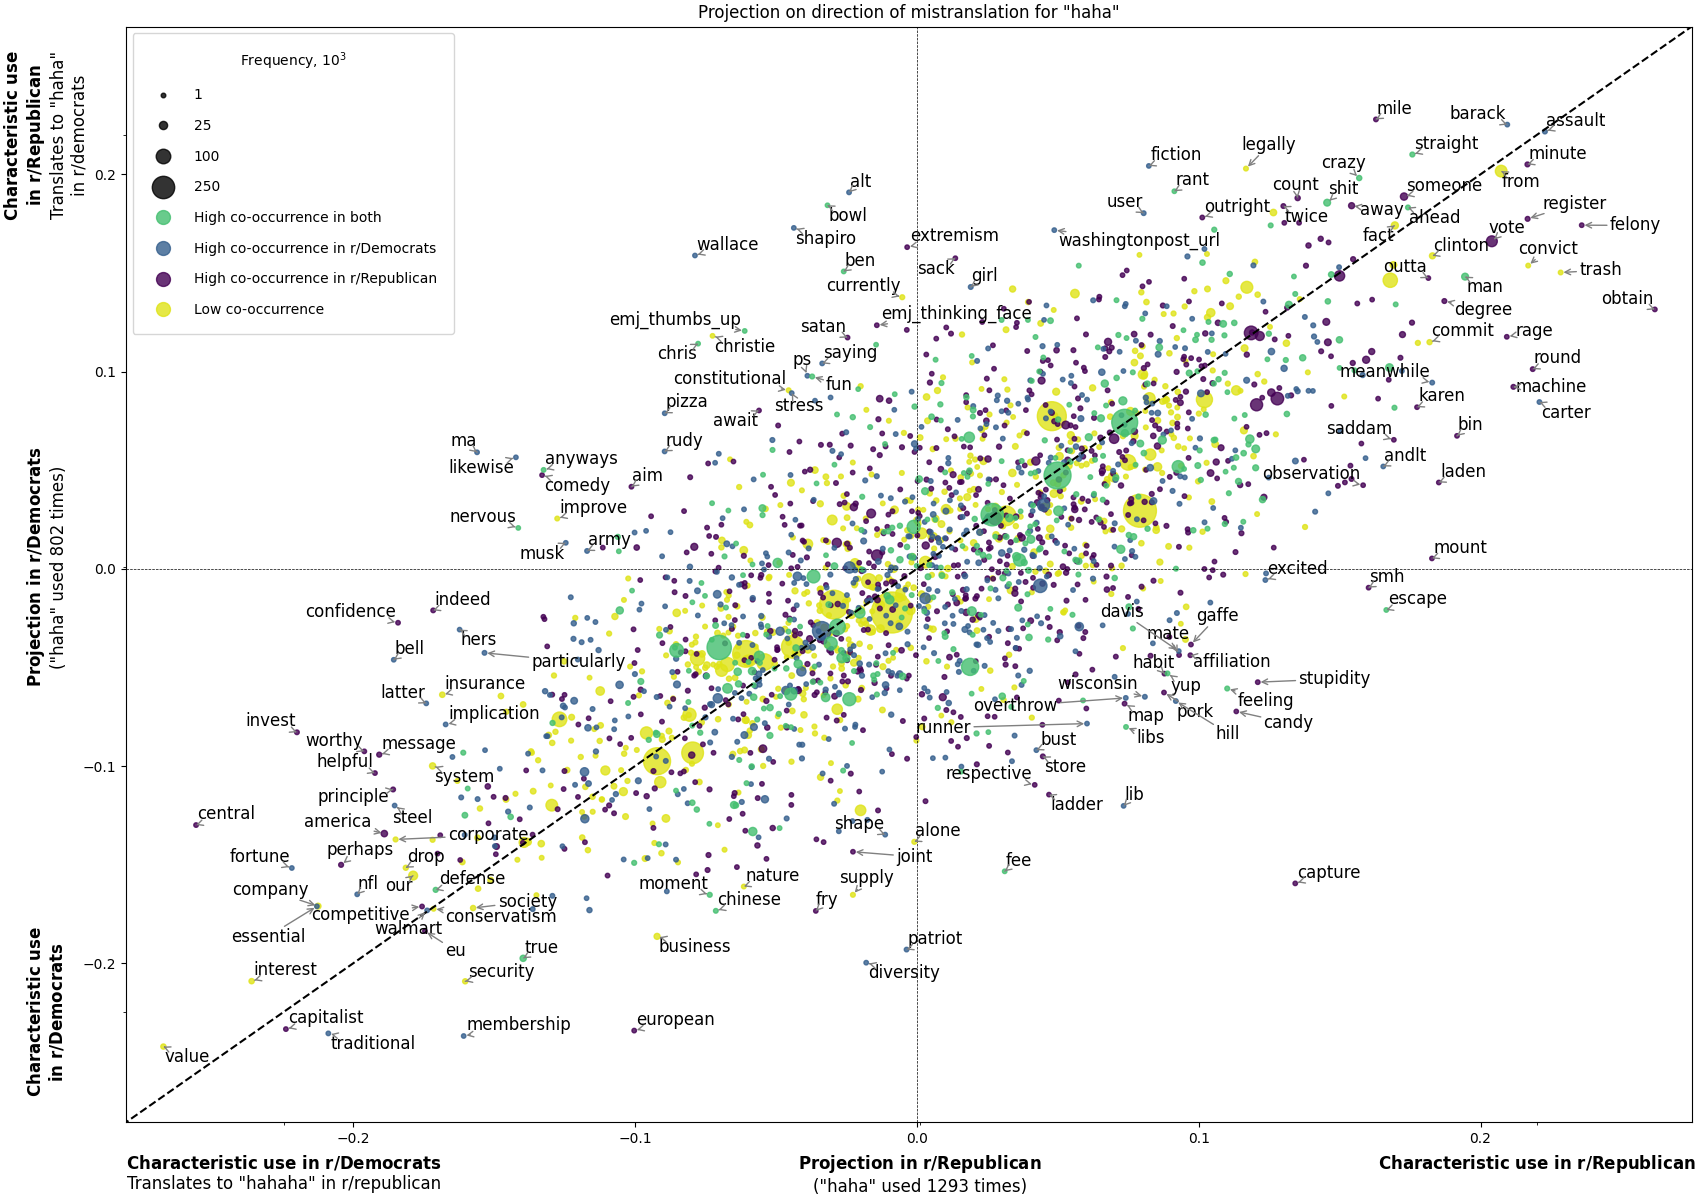 Projection on direction of mistranslation for "haha"
Characteristic use
in r/Republican
Translates to "haha"
in r/democrats
Projection in r/Democrats
("haha" used 802 times)
Characteristic use
in r/Democrats
Frequency, 10³
1
25
100
250
High co-occurrence in both
High co-occurrence in r/Democrats
High co-occurrence in r/Republican
Low co-occurrence
0.2
0.1
0.0
−0.1
−0.2
mile
barack
assault
legally
straight
fiction
crazy
minute
alt
rant
count
shit
someone
from
user
outright
twice
away
ahead
register
bowl
fact
vote
felony
shapiro
extremism
washingtonpost_url
wallace
clinton
convict
ben
sack
girl
outta
trash
currently
man
obtain
degree
emj_thumbs_up
emj_thinking_face
satan
commit
rage
chris
christie
ps
saying
round
constitutional
fun
meanwhile
machine
pizza
stress
karen
carter
await
saddam
bin
ma
rudy
likewise
anyways
andlt
comedy
aim
observation
laden
nervous
improve
musk
army
mount
excited
smh
confidence
indeed
escape
davis
gaffe
hers
mate
bell
particularly
habit
affiliation
latter
insurance
wisconsin
yup
stupidity
implication
overthrow
map
pork
feeling
invest
runner
libs
hill
candy
worthy
message
bust
helpful
system
respective
store
principle
ladder
lib
central
steel
america
corporate
shape
alone
perhaps
joint
fortune
drop
fee
nfl
our
defense
moment
nature
supply
capture
company
competitive
society
conservatism
chinese
fry
essential
walmart
eu
true
business
patriot
interest
security
diversity
capitalist
membership
european
traditional
value
−0.2
−0.1
0.0
0.1
0.2
Characteristic use in r/Democrats
Projection in r/Republican
Characteristic use in r/Republican
Translates to "hahaha" in r/republican
("haha" used 1293 times)